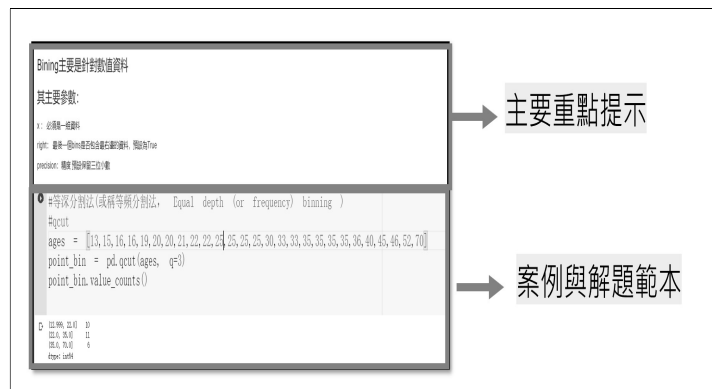 Bining主要是針對數值資料
其主要參數:
x： 必須是一組資料
right： 最後一個bins是否包含最右邊的資料，預設為True
precision: 精度 預設保留三位小數
主要重點提示
#等深分割法(或稱等頻分割法， Equal depth (or frequency) binning )
#qcut
ages = [13,15,16,16,19,20,20,21,22,22,25,25,25,25,30,33,33,35,35,35,35,36,40,45,46,52,70]
point_bin = pd.qcut(ages, q=3)
point_bin.value_counts()
案例與解題範本
(12.999, 22.0] 10
(22.0, 35.0] 11
(35.0, 70.0] 6
dtype: int64